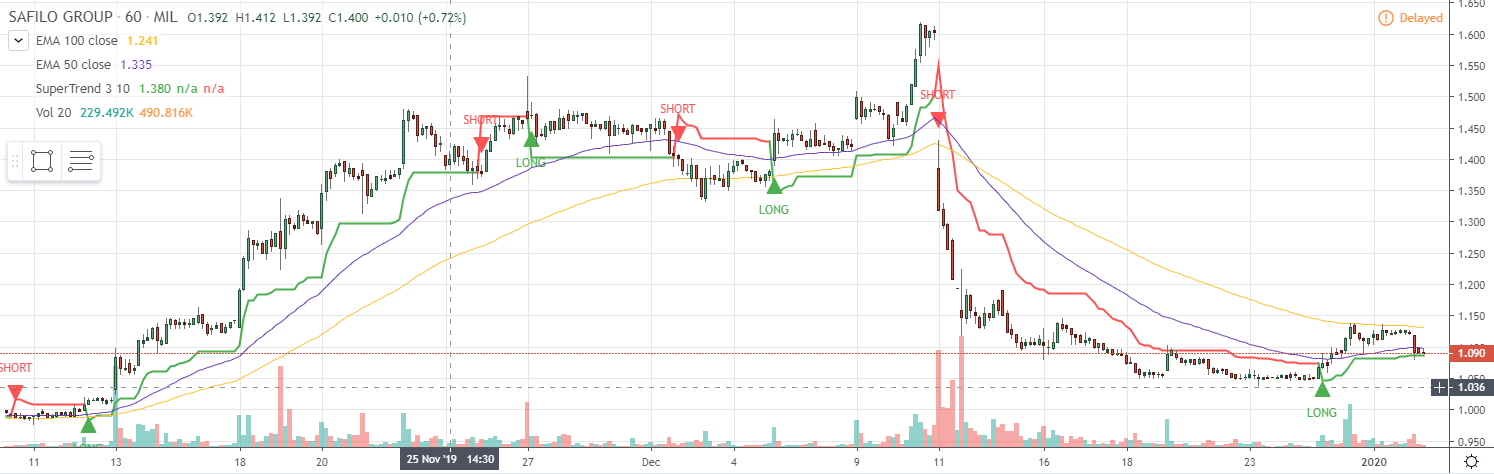 SAFILO GROUP · 60 · MIL O1.392 H1.412 L1.392 C1.400 +0.010 (+0.72%)
Delayed
EMA 100 close 1.241
EMA 50 close 1.335
SuperTrend 3 10 1.380 n/a n/a
Vol 20 229.492K 490.816K
SHORT
SHORT
SHORT
SHORT
LONG
LONG
LONG
1.650
1.600
1.550
1.500
1.450
1.400
1.350
1.300
1.250
1.200
1.150
1.090
1.050
1.036
1.000
0.950
11
13
18
20
25 Nov '19 14:30
27
Dec
4
9
11
16
18
23
2020